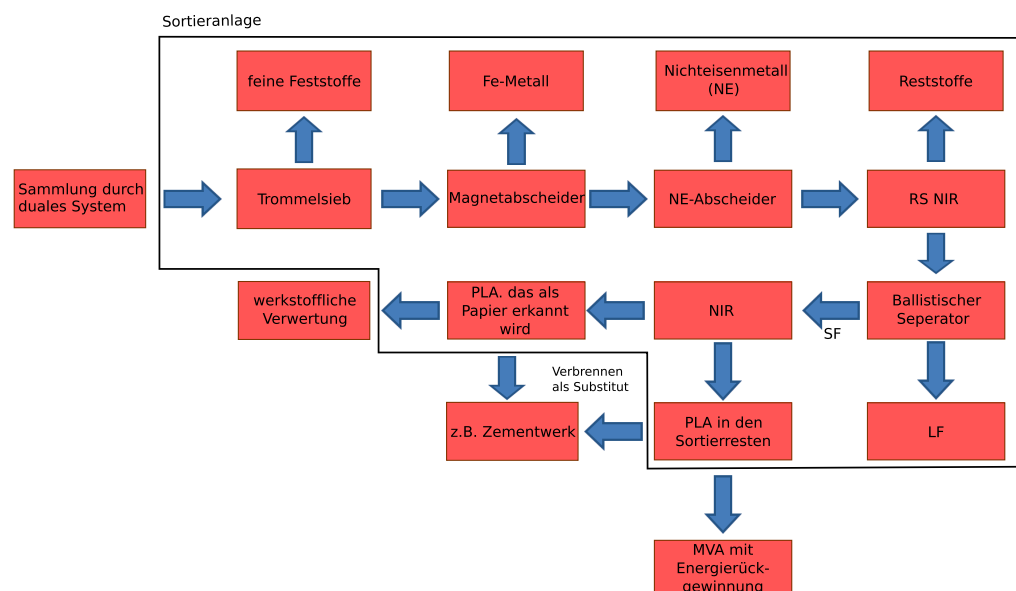 Sortieranlage
feine Feststoffe
Fe-Metall
Nichteisenmetall
(NE)
Reststoffe
Sammlung durch
duales System
Trommelsieb
Magnetabscheider
NE-Abscheider
RS NIR
werkstoffliche
Verwertung
PLA. das als
Papier erkannt
wird
NIR
SF
Ballistischer
Seperator
Verbrennen
als Substitut
z.B. Zementwerk
PLA in den
Sortierresten
LF
MVA mit
Energierück-
gewinnung